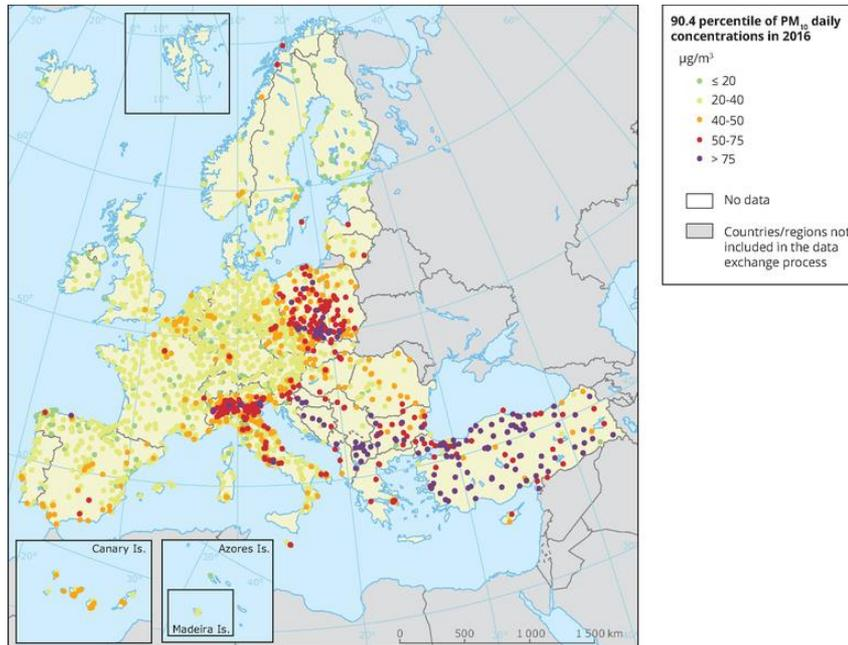 90.4 percentile of PM₁₀ daily
concentrations in 2016
µg/m³
≤ 20
20-40
40-50
50-75
> 75
No data
Countries/regions not
included in the data
exchange process
Canary Is.
Azores Is.
Madeira Is.
0 500 1 000 1 500 km